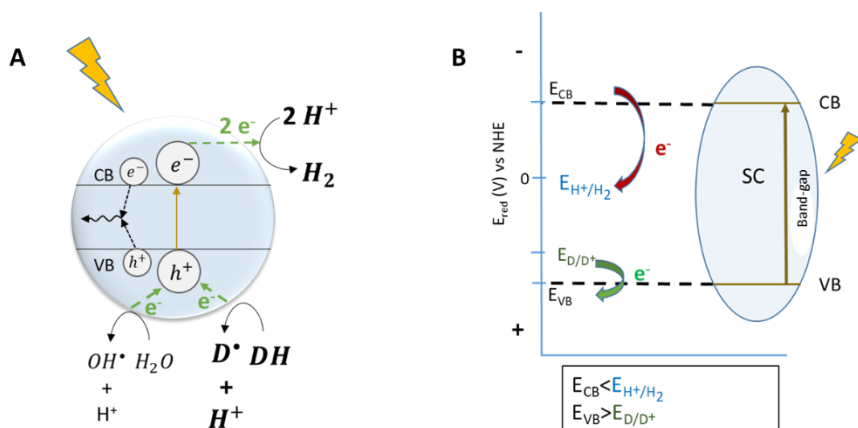 A
2 e⁻
2 H⁺
H₂
CB
e⁻
e⁻
VB
h⁺
h⁺
e⁻
e⁻
OH• H₂O
+
H⁺
D• DH
+
H⁺
B
-
E_red (V) vs NHE
0
+
E_CB
e⁻
E_H⁺/H₂
E_D/D⁺
e⁻
E_VB
CB
SC
Band-gap
VB
E_CB<E_H⁺/H₂
E_VB>E_D/D⁺